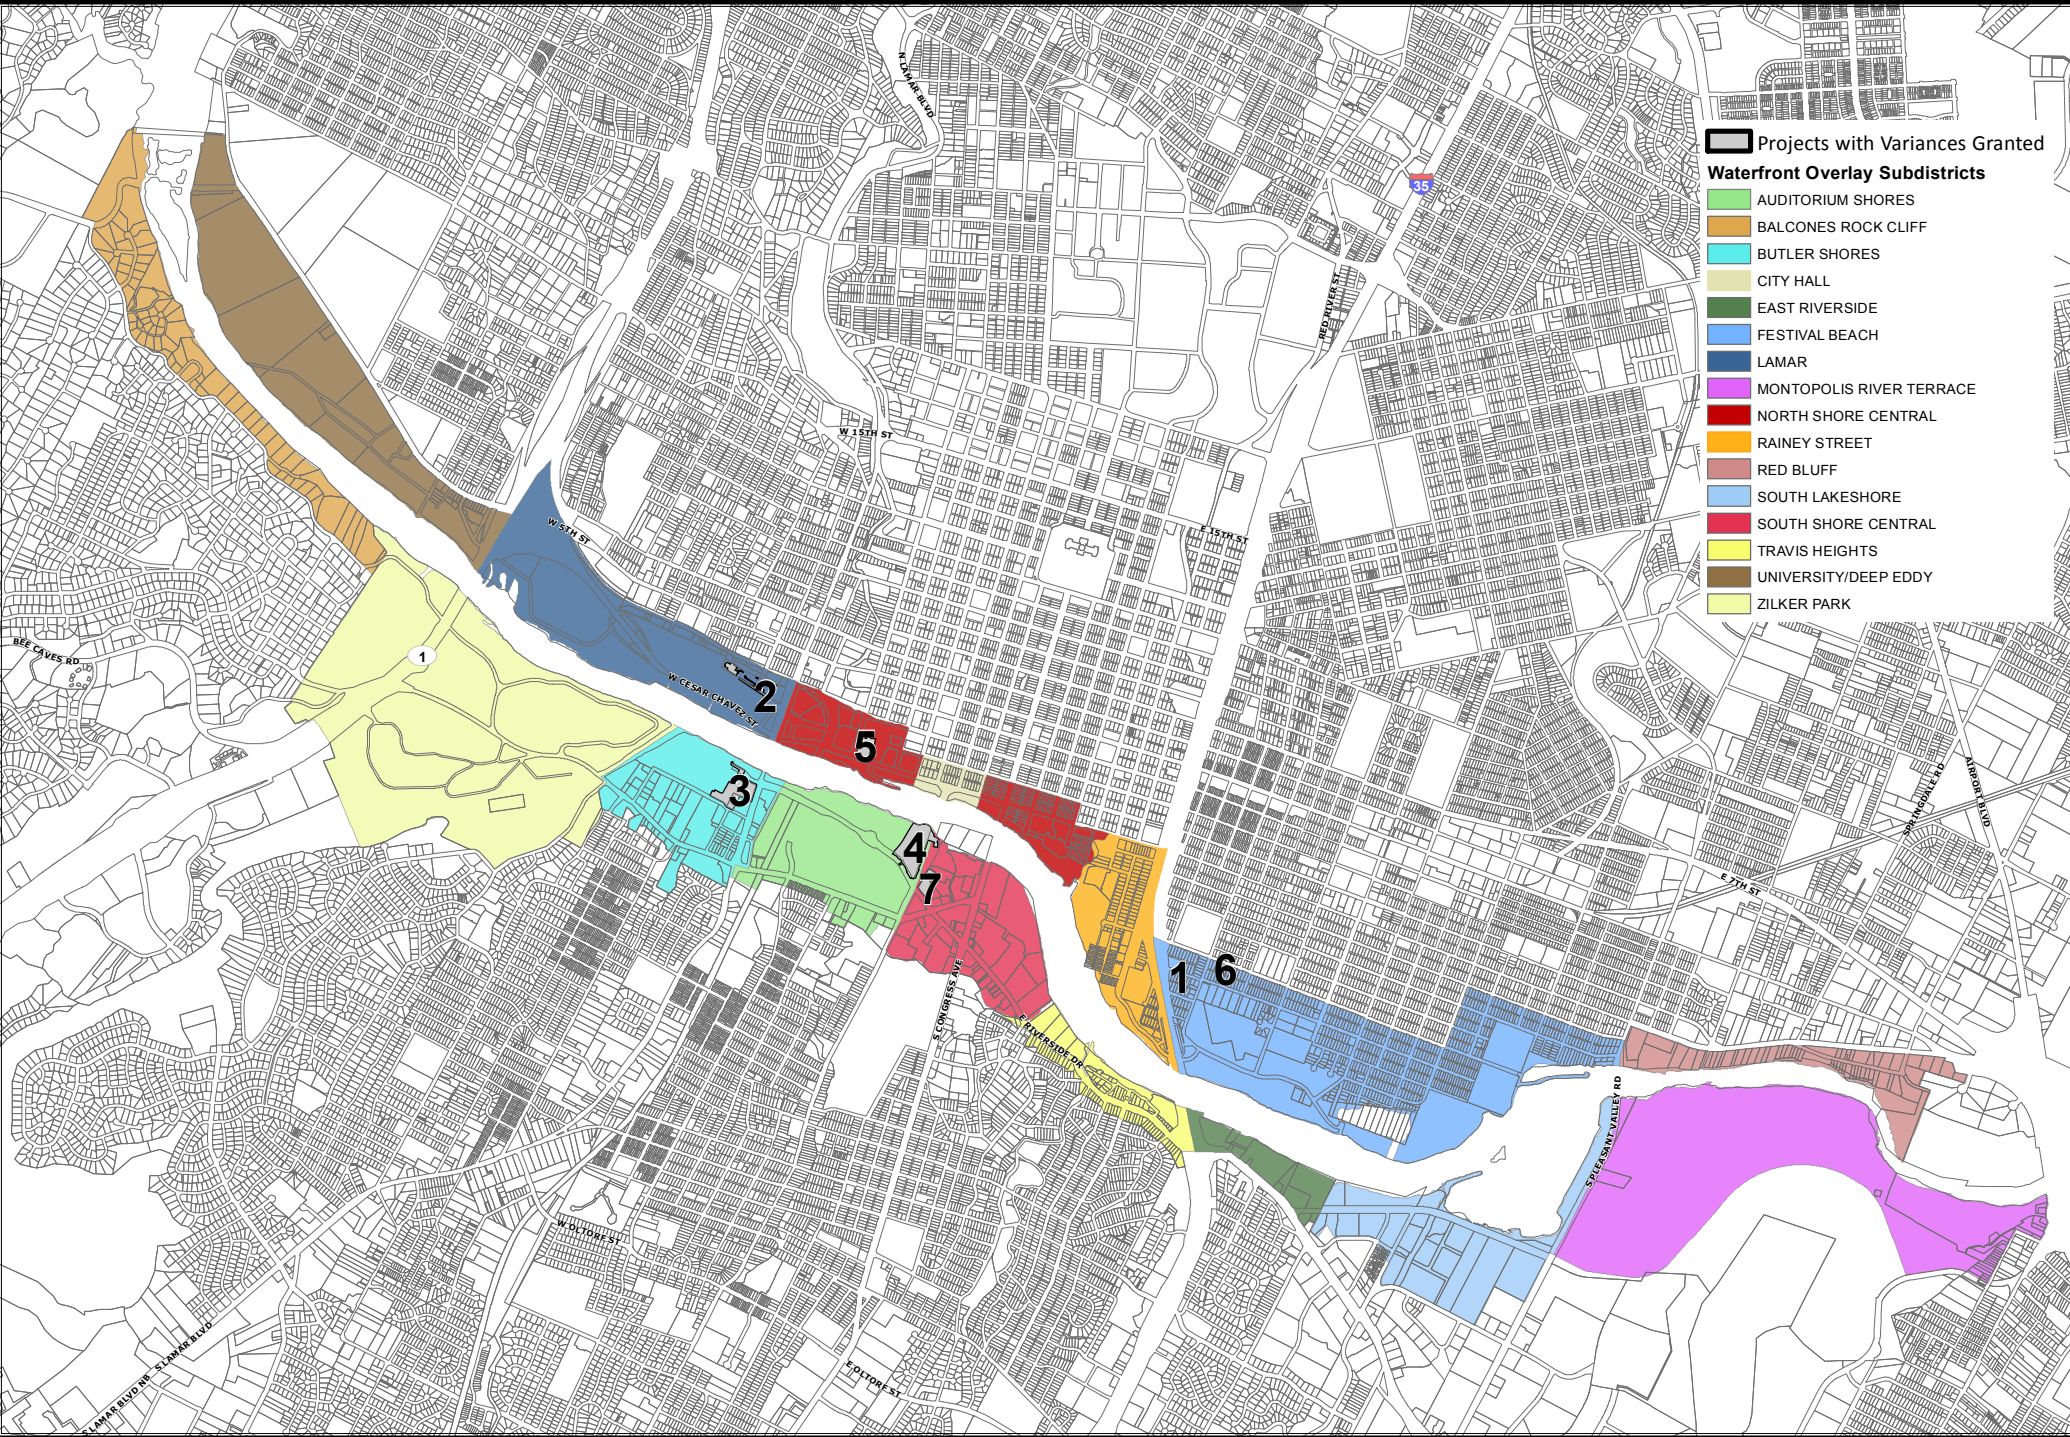 N LAMAR BLVD
35
Projects with Variances Granted
Waterfront Overlay Subdistricts
AUDITORIUM SHORES
BALCONES ROCK CLIFF
BUTLER SHORES
CITY HALL
EAST RIVERSIDE
FESTIVAL BEACH
LAMAR
MONTOPOLIS RIVER TERRACE
NORTH SHORE CENTRAL
RAINEY STREET
RED BLUFF
SOUTH LAKESHORE
SOUTH SHORE CENTRAL
TRAVIS HEIGHTS
UNIVERSITY/DEEP EDDY
ZILKER PARK
RED RIVER ST
W 15TH ST
W 5TH ST
E 15TH ST
BEE CAVES RD
1
W CESAR CHAVEZ ST
2
5
3
4
7
SPRINGDALE RD
AIRPORT BLVD
E 7TH ST
1
6
S CONGRESS AVE
E RIVERSIDE DR
S PLEASANT VALLEY RD
W OLTORF ST
S LAMAR BLVD
E OLTORF ST
S LAMAR BLVD NB